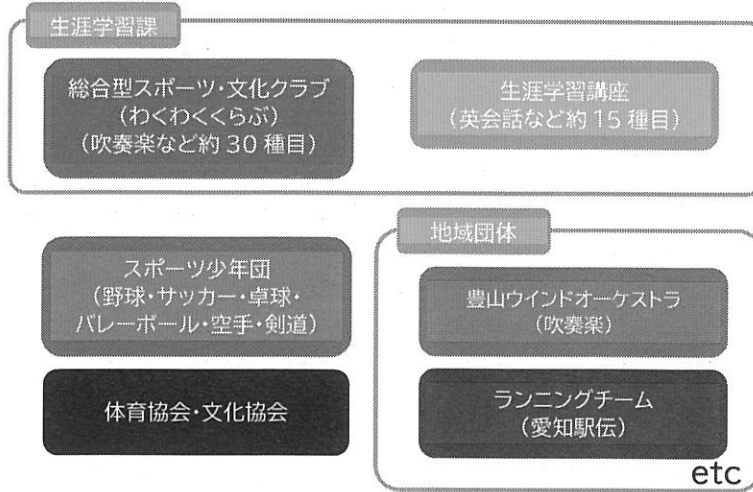 生涯学習課
総合型スポーツ・文化クラブ
(わくわくくらぶ)
(吹奏楽など約 30 種目)
生涯学習講座
(英会話など約 15 種目)
スポーツ少年団
(野球・サッカー・卓球・
バレーボール・空手・剣道)
体育協会・文化協会
地域団体
豊山ウインドオーケストラ
(吹奏楽)
ランニングチーム
(愛知駅伝)
etc